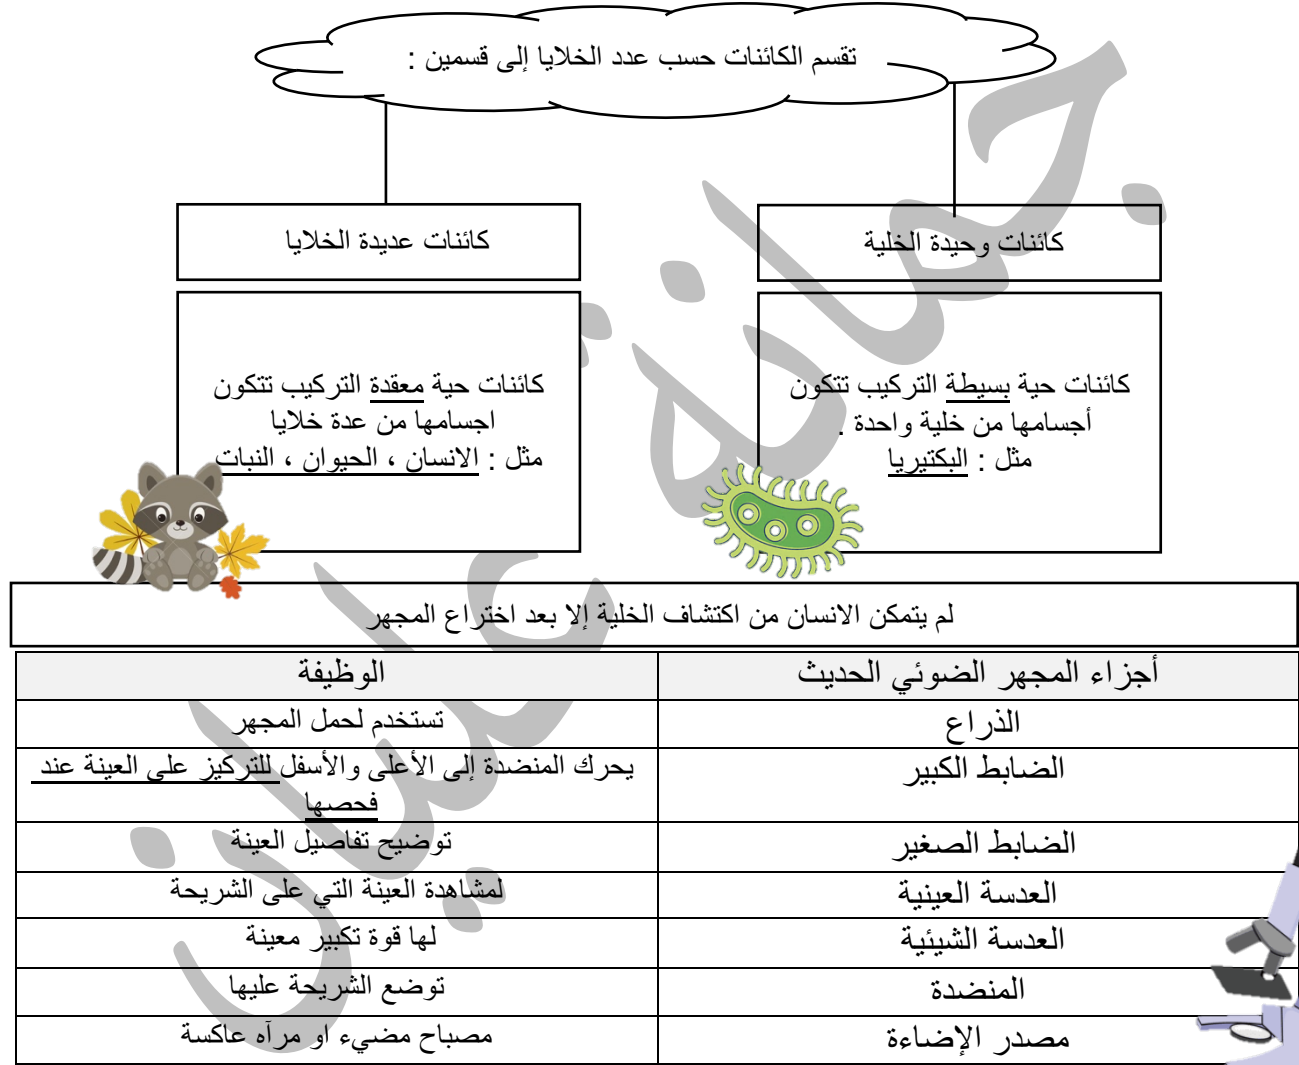 تقسم الكائنات حسب عدد الخلايا إلى قسمين :
كائنات وحيدة الخلية
كائنات حية بسيطة التركيب تتكون
أجسامها من خلية واحدة .
مثل : البكتيريا
كائنات عديدة الخلايا
كائنات حية معقدة التركيب تتكون
اجسامها من عدة خلايا
مثل : الانسان ، الحيوان ، النبات
لم يتمكن الانسان من اكتشاف الخلية إلا بعد اختراع المجهر
أجزاء المجهر الضوئي الحديث
الوظيفة
الذراع
تستخدم لحمل المجهر
الضابط الكبير
يحرك المنضدة إلى الأعلى والأسفل للتركيز على العينة عند
فحصها
الضابط الصغير
توضيح تفاصيل العينة
العدسة العينية
لمشاهدة العينة التي على الشريحة
العدسة الشيئية
لها قوة تكبير معينة
المنضدة
توضع الشريحة عليها
مصدر الإضاءة
مصباح مضيء او مرآه عاكسة
جمانة عليان